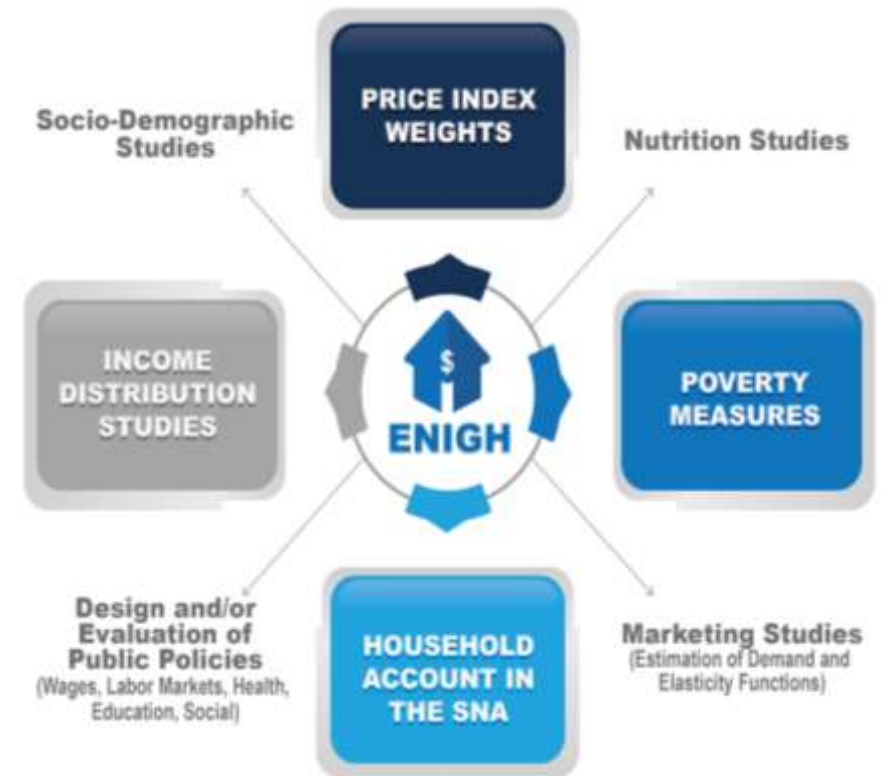 PRICE INDEX
WEIGHTS
Socio-Demographic
Studies
Nutrition Studies
INCOME
DISTRIBUTION
STUDIES
$
ENIGH
POVERTY
MEASURES
Design and/or
Evaluation of
Public Policies
(Wages, Labor Markets, Health,
Education, Social)
HOUSEHOLD
ACCOUNT IN
THE SNA
Marketing Studies
(Estimation of Demand and
Elasticity Functions)